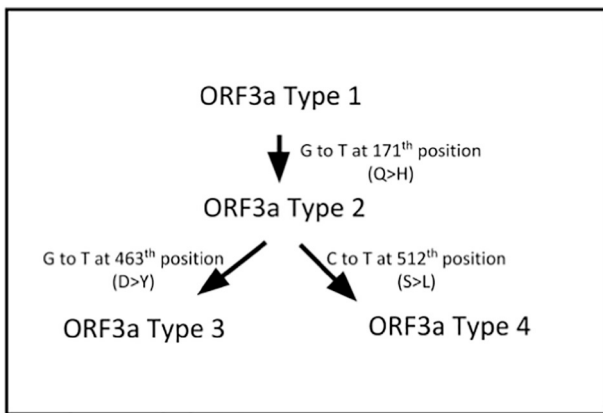 ORF3a Type 1
G to T at 171th position
(Q>H)
ORF3a Type 2
G to T at 463th position
(D>Y)
C to T at 512th position
(S>L)
ORF3a Type 3
ORF3a Type 4